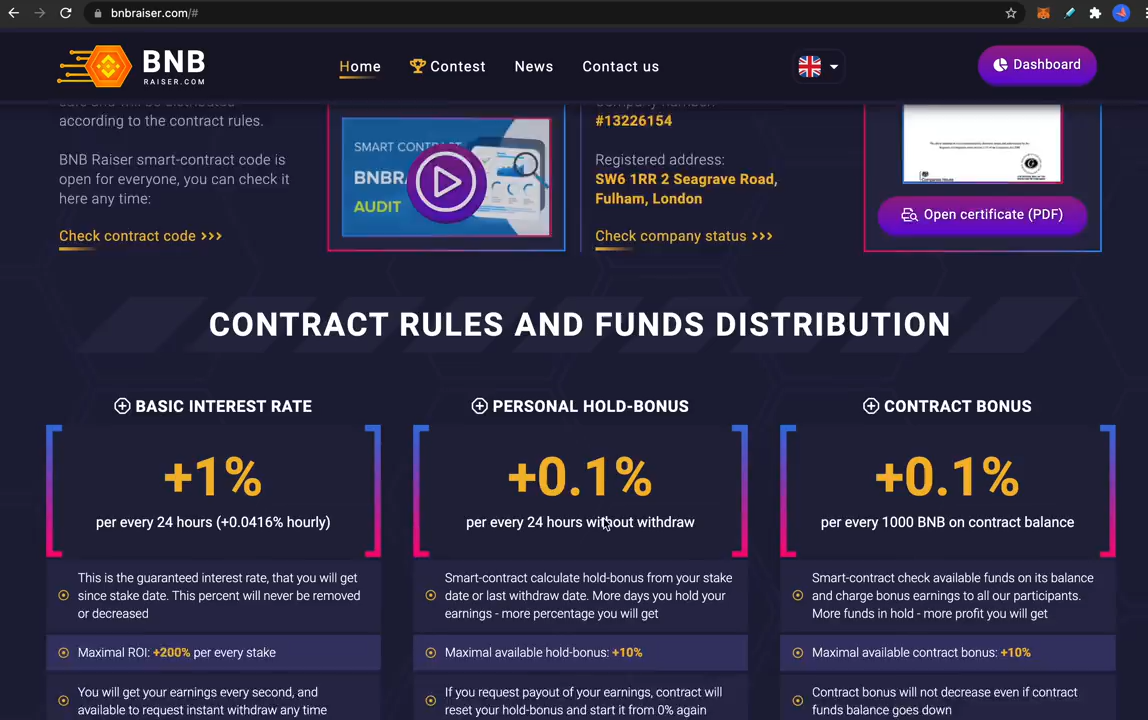 bnbraiser.com/#
BNB
RAISER.COM
Home
Contest
News
Contact us
Dashboard
according to the contract rules.
BNB Raiser smart-contract code is
open for everyone, you can check it
here any time:
Check contract code >>>
SMART
BNBR
AUDIT
#13226154
Registered address:
SW6 1RR 2 Seagrave Road,
Fulham, London
Check company status >>>
Open certificate (PDF)
CONTRACT RULES AND FUNDS DISTRIBUTION
BASIC INTEREST RATE
+1%
per every 24 hours (+0.0416% hourly)
This is the guaranteed interest rate, that you will get
since stake date. This percent will never be removed
or decreased
Maximal ROI: +200% per every stake
You will get your earnings every second, and
available to request instant withdraw any time
PERSONAL HOLD-BONUS
+0.1%
per every 24 hours without withdraw
Smart-contract calculate hold-bonus from your stake
date or last withdraw date. More days you hold your
earnings - more percentage you will get
Maximal available hold-bonus: +10%
If you request payout of your earnings, contract will
reset your hold-bonus and start it from 0% again
CONTRACT BONUS
+0.1%
per every 1000 BNB on contract balance
Smart-contract check available funds on its balance
and charge bonus earnings to all our participants.
More funds in hold - more profit you will get
Maximal available contract bonus: +10%
Contract bonus will not decrease even if contract
funds balance goes down